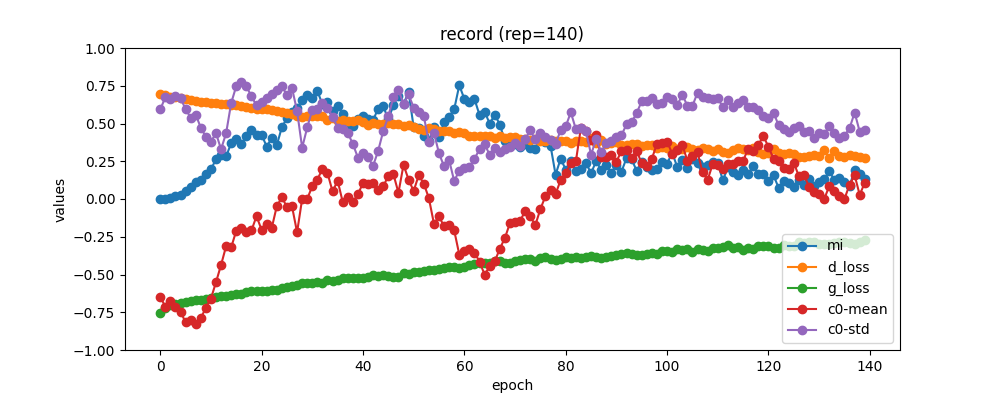 record (rep=140)
1.00
0.75
0.50
0.25
0.00
−0.25
−0.50
−0.75
−1.00
values
0 20 40 60 80 100 120 140
epoch
mi
d_loss
g_loss
c0-mean
c0-std